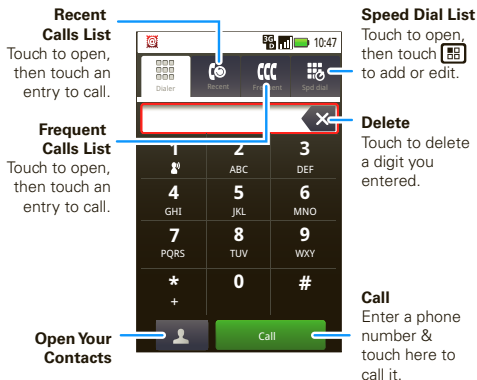 Recent
Calls List
Touch to open,
then touch an
entry to call.
Frequent
Calls List
Touch to open,
then touch an
entry to call.
Open Your
Contacts
3G
10:47
Dialer
Recent
Frequent
Spd dial
1
2
ABC
3
DEF
4
GHI
5
JKL
6
MNO
7
PQRS
8
TUV
9
WXY
*
+
0
#
Call
Speed Dial List
Touch to open,
then touch
to add or edit.
Delete
Touch to delete
a digit you
entered.
Call
Enter a phone
number &
touch here to
call it.